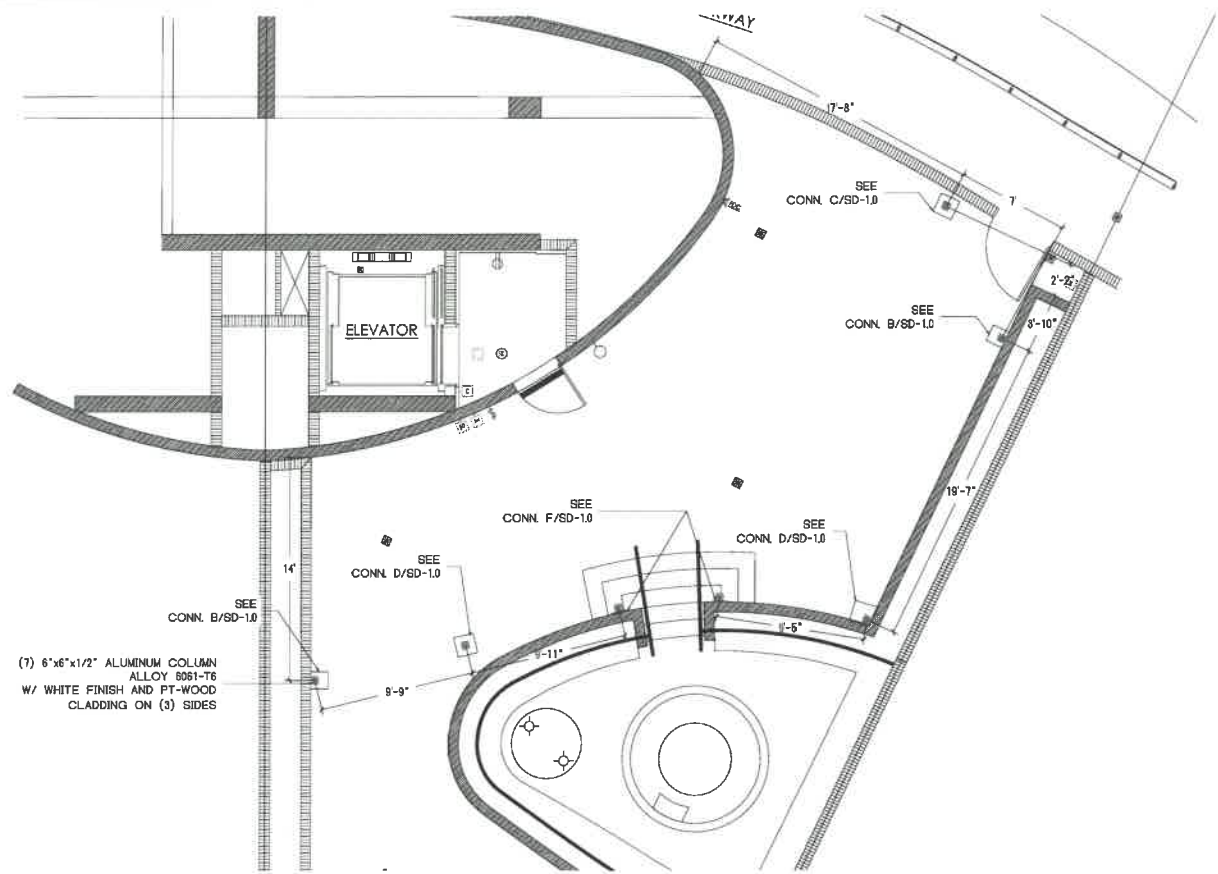 RWAY
17'-8"
SEE
CONN. C/SD-1.0
7'
2'-2"
SEE
CONN. B/SD-1.0
3'-10"
ELEVATOR
19'-7"
SEE
CONN. F/SD-1.0
SEE
CONN. D/SD-1.0
SEE
CONN. D/SD-1.0
14'
SEE
CONN. B/SD-1.0
(7) 6"x6"x1/2" ALUMINUM COLUMN
ALLOY 6061-T6
W/ WHITE FINISH AND PT-WOOD
CLADDING ON (3) SIDES
9'-11"
9'-9"